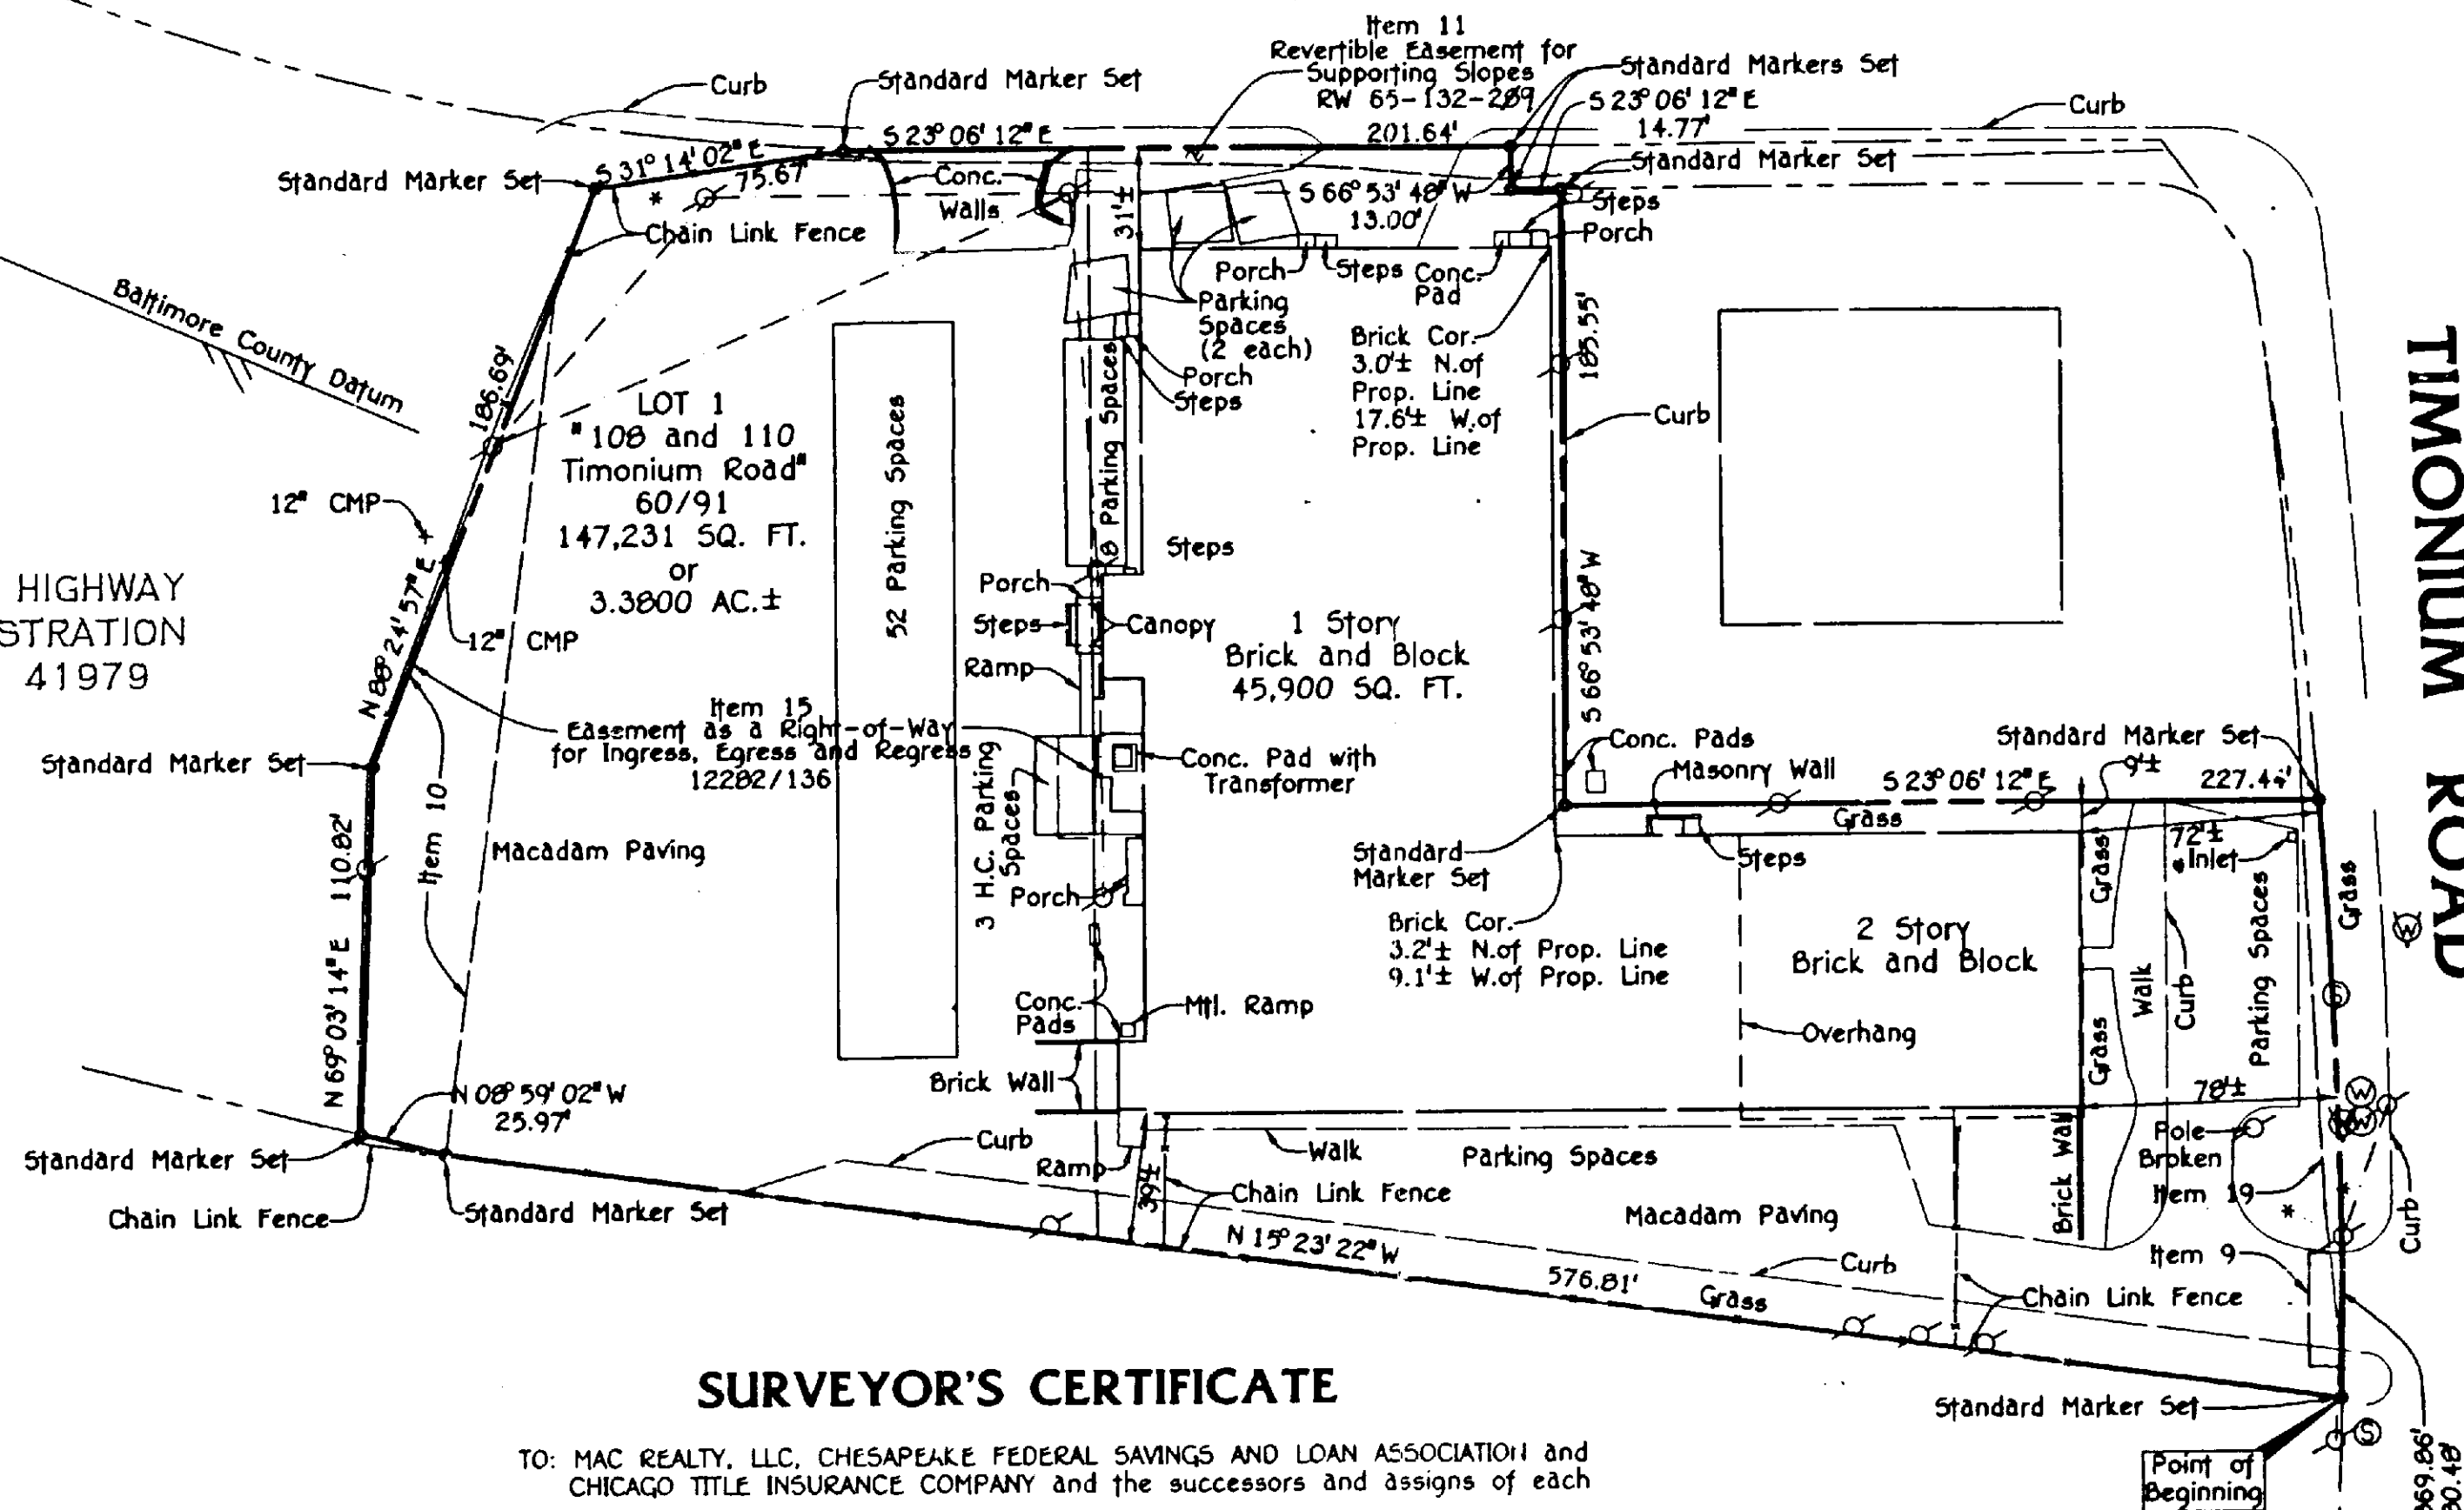 Item 11
Revertible Easement for
Supporting Slopes
RW 65-132-289
Standard Markers Set
S 23° 06' 12" E
14.77'
Curb
Curb
Standard Marker Set
S 23° 06' 12" E
201.64'
Standard Marker Set
S 31° 14' 02" E
75.67'
Standard Marker Set
*
Conc.
Walls
Chain Link Fence
31'±
S 66° 53' 48" W
13.00'
Steps
Porch
Porch
Steps
Conc.
Pad
Parking
Spaces
(2 each)
Porch
Steps
Brick Cor.
3.0'± N.of
Prop. Line
17.6'± W.of
Prop. Line
185.55'
Curb
S 66° 53' 48" W
Baltimore County Datum
186.69'
N 88° 24' 57" E
LOT 1
"108 and 110
Timonium Road"
60/91
147,231 SQ. FT.
or
3.3800 AC.±
52 Parking Spaces
8 Parking Spaces
12" CMP
12" CMP
HIGHWAY
STRATION
41979
Steps
Porch
Steps
Canopy
Ramp
1 Story
Brick and Block
45,900 SQ. FT.
Item 15
Easement as a Right-of-Way
for Ingress, Egress and Regress
12282/136
Standard Marker Set
Conc. Pad with
Transformer
3 H.C. Parking
Spaces
Conc. Pads
Masonry Wall
S 23° 06' 12" E
9'±
227.44'
Standard Marker Set
TIMONIUM ROAD
Grass
Steps
Standard
Marker Set
Brick Cor.
3.2'± N.of Prop. Line
9.1'± W.of Prop. Line
72'±
Inlet
Grass
Grass
Walk
Curb
Parking Spaces
Grass
W
2 Story
Brick and Block
Overhang
Item 10
Macadam Paving
110.82'
N 69° 03' 14" E
Porch
Conc.
Pads
Mtl. Ramp
Brick Wall
N 08° 59' 02" W
25.97'
Standard Marker Set
Chain Link Fence
Standard Marker Set
Curb
Ramp
39'±
Walk
Parking Spaces
Chain Link Fence
Macadam Paving
Brick Wall
78'±
W
W
Pole
Broken
Item 19
*
*
Curb
Item 9
N 15° 23' 22" W
576.81'
Curb
Grass
Chain Link Fence
Standard Marker Set
S
Point of
Beginning
SURVEYOR'S CERTIFICATE
TO: MAC REALTY, LLC, CHESAPEAKE FEDERAL SAVINGS AND LOAN ASSOCIATION and
CHICAGO TITLE INSURANCE COMPANY and the successors and assigns of each